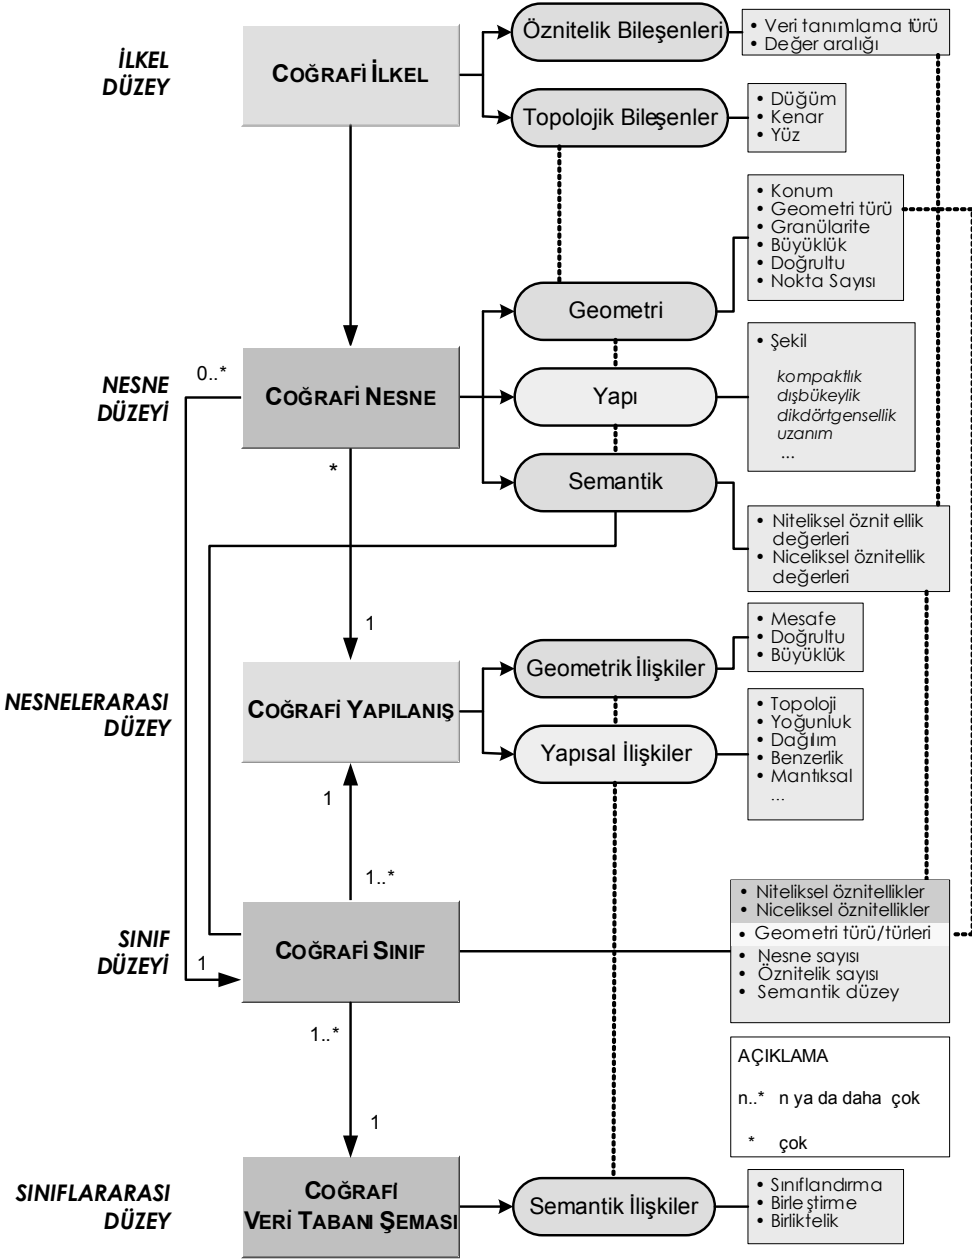 İLKEL
DÜZEY
COĞRAFİ İLKEL
Öznitelik Bileşenleri
• Veri tanımlama türü
• Değer aralığı
Topolojik Bileşenler
• Düğüm
• Kenar
• Yüz
• Konum
• Geometri türü
• Granülarite
• Büyüklük
• Doğrultu
• Nokta Sayısı
Geometri
NESNE
DÜZEYİ
0..*
COĞRAFİ NESNE
Yapı
• Şekil
kompaktlık
dışbükeylik
dikdörtgensellik
uzanım
...
*
Semantik
• Niteliksel öznitellik
değerleri
• Niceliksel öznitellik
değerleri
1
NESNELERARASI
DÜZEY
COĞRAFİ YAPILANIŞ
Geometrik İlişkiler
• Mesafe
• Doğrultu
• Büyüklük
Yapısal İlişkiler
• Topoloji
• Yoğunluk
• Dağılım
• Benzerlik
• Mantıksal
...
1
1..*
SINIF
DÜZEYİ
1
COĞRAFİ SINIF
• Niteliksel öznitellikler
• Niceliksel öznitellikler
• Geometri türü/türleri
• Nesne sayısı
• Öznitelik sayısı
• Semantik düzey
1..*
1
AÇIKLAMA
n..* n ya da daha çok
* çok
SINIFLARARASI
DÜZEY
COĞRAFİ
VERİ TABANI ŞEMASI
Semantik İlişkiler
• Sınıflandırma
• Birleştirme
• Birliktelik